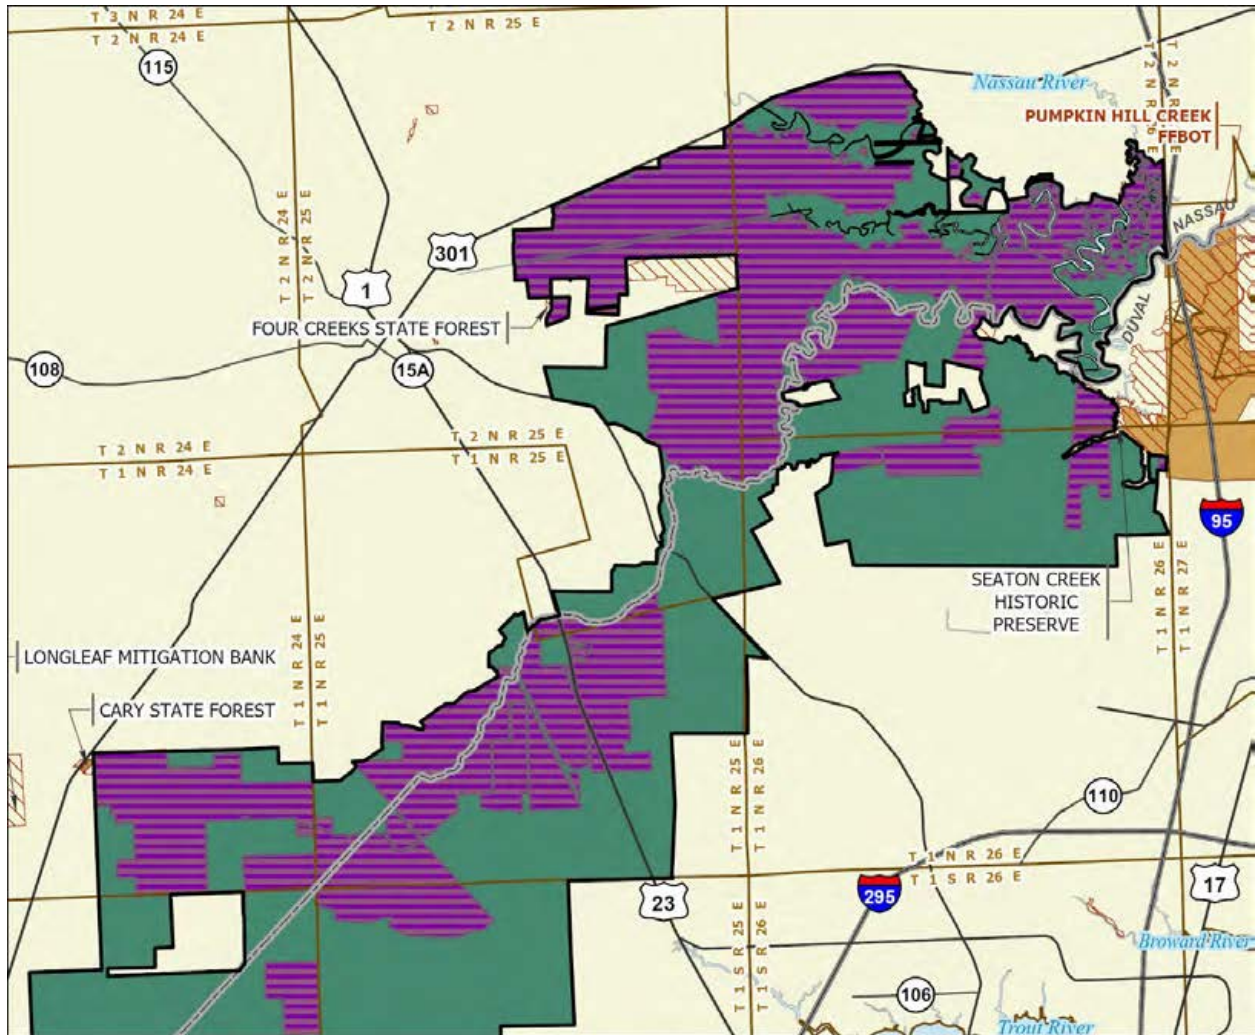 T 3 N R 24 E
T 2 N R 24 E
T 2 N R 25 E
115
Nassau River
T 2 N R 26 E
PUMPKIN HILL CREEK
FFBOT
T 2 N R 24 E
T 2 N R 25 E
NASSAU
DUVAL
301
1
FOUR CREEKS STATE FOREST
108
15A
T 2 N R 24 E
T 1 N R 24 E
T 2 N R 25 E
T 1 N R 25 E
95
SEATON CREEK
HISTORIC
PRESERVE
T 1 N R 26 E
T 1 N R 27 E
T 1 N R 24 E
T 1 N R 25 E
LONGLEAF MITIGATION BANK
CARY STATE FOREST
T 1 N R 25 E
T 1 N R 26 E
110
T 1 N R 26 E
T 1 S R 26 E
295
17
23
T 1 S R 25 E
T 1 S R 26 E
Broward River
106
Trout River